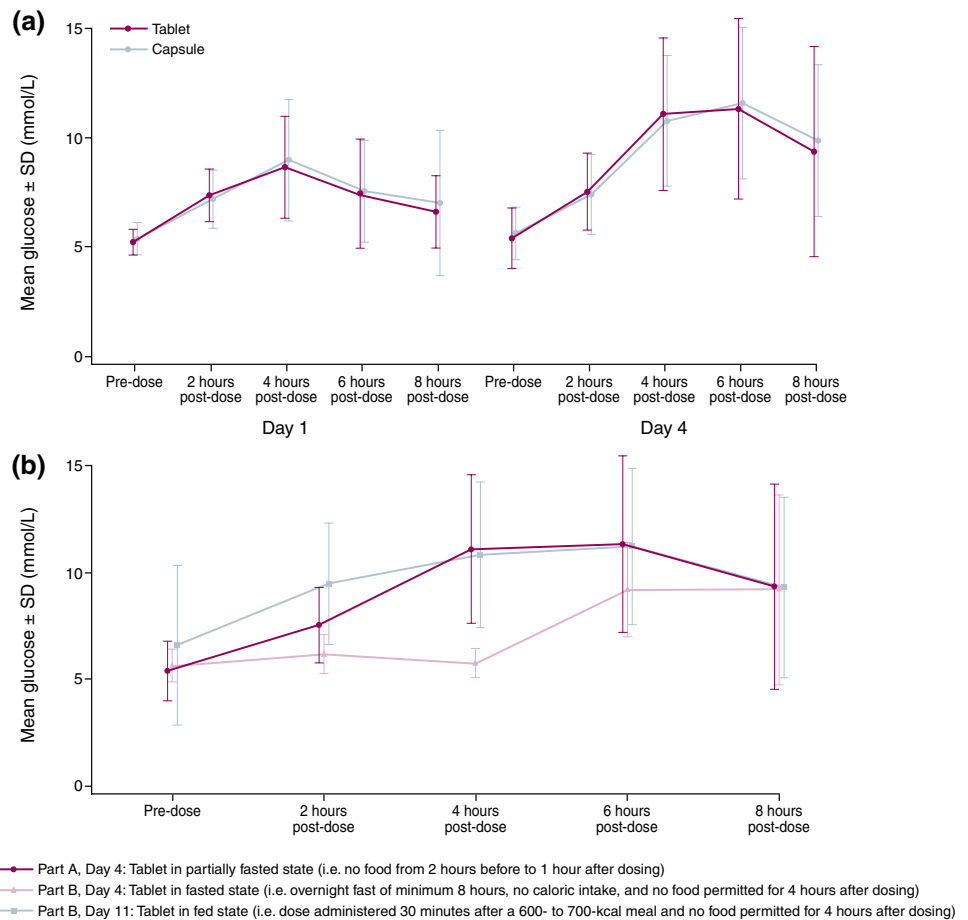 (a)
15
10
5
0
Mean glucose ± SD (mmol/L)
Tablet
Capsule
Pre-dose
2 hours
post-dose
4 hours
post-dose
6 hours
post-dose
8 hours
post-dose
Pre-dose
2 hours
post-dose
4 hours
post-dose
6 hours
post-dose
8 hours
post-dose
Day 1
Day 4
(b)
15
10
5
0
Mean glucose ± SD (mmol/L)
Pre-dose
2 hours
post-dose
4 hours
post-dose
6 hours
post-dose
8 hours
post-dose
Part A, Day 4: Tablet in partially fasted state (i.e. no food from 2 hours before to 1 hour after dosing)
Part B, Day 4: Tablet in fasted state (i.e. overnight fast of minimum 8 hours, no caloric intake, and no food permitted for 4 hours after dosing)
Part B, Day 11: Tablet in fed state (i.e. dose administered 30 minutes after a 600- to 700-kcal meal and no food permitted for 4 hours after dosing)